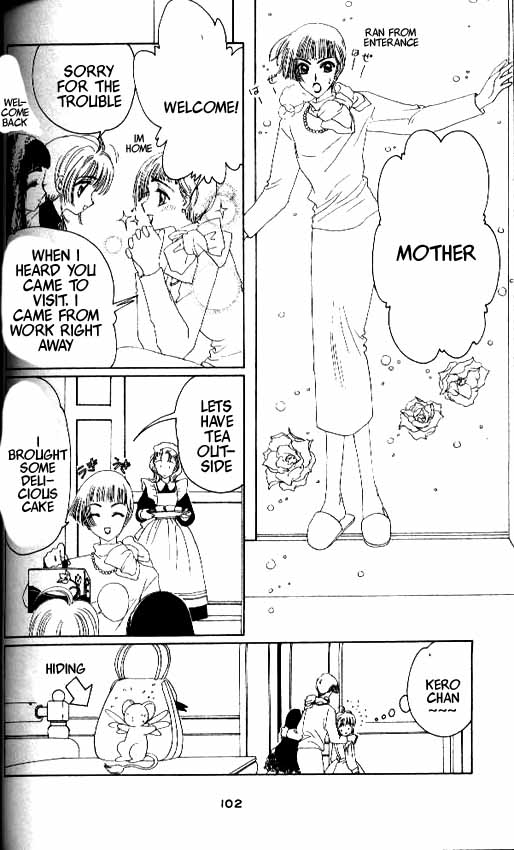 RAN FROM
ENTERANCE
MOTHER
WELCOME!
IM
HOME
SORRY
FOR THE
TROUBLE
WEL-
COME
BACK
WHEN I
HEARD YOU
CAME TO
VISIT. I
CAME FROM
WORK RIGHT
AWAY
LETS
HAVE
TEA
OUT-
SIDE
I
BROUGHT
SOME
DELI-
CIOUS
CAKE
KERO
CHAN
~~~
HIDING
102